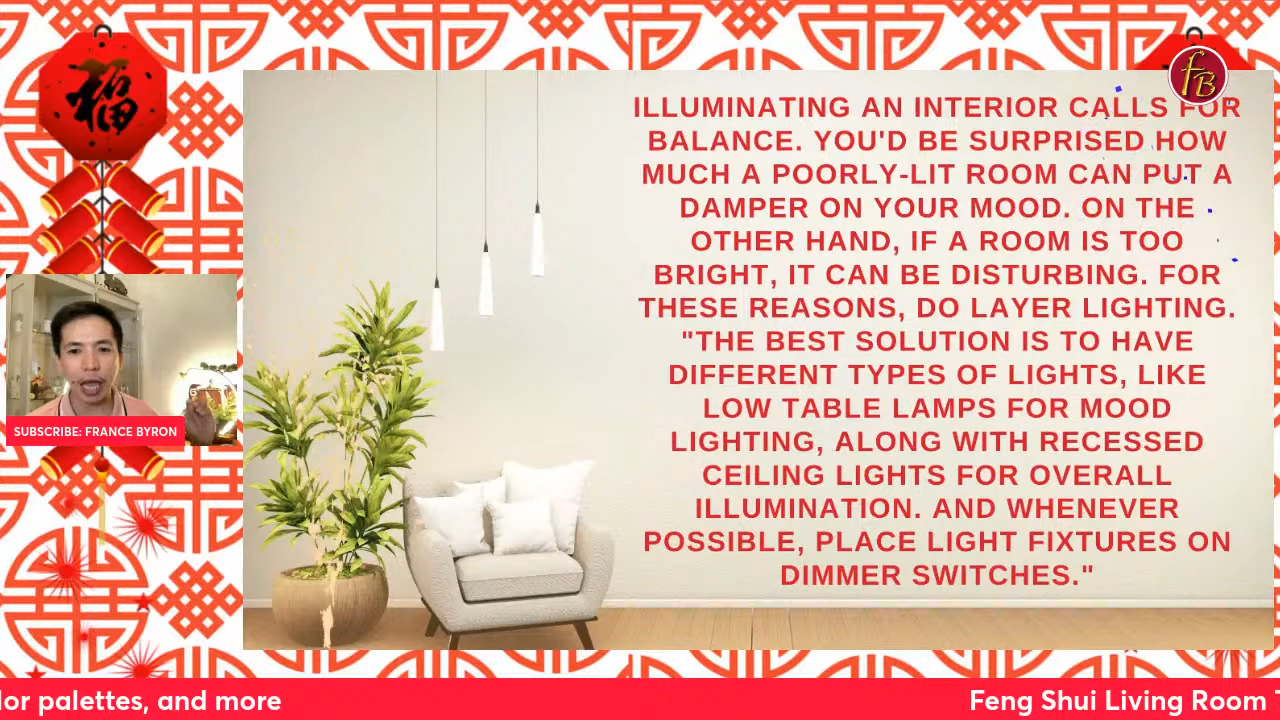 福
FB
ILLUMINATING AN INTERIOR CALLS FOR
BALANCE. YOU'D BE SURPRISED HOW
MUCH A POORLY-LIT ROOM CAN PUT A
DAMPER ON YOUR MOOD. ON THE
OTHER HAND, IF A ROOM IS TOO
BRIGHT, IT CAN BE DISTURBING. FOR
THESE REASONS, DO LAYER LIGHTING.
"THE BEST SOLUTION IS TO HAVE
DIFFERENT TYPES OF LIGHTS, LIKE
LOW TABLE LAMPS FOR MOOD
LIGHTING, ALONG WITH RECESSED
CEILING LIGHTS FOR OVERALL
ILLUMINATION. AND WHENEVER
POSSIBLE, PLACE LIGHT FIXTURES ON
DIMMER SWITCHES."
SUBSCRIBE: FRANCE BYRON
lor palettes, and more
Feng Shui Living Room T